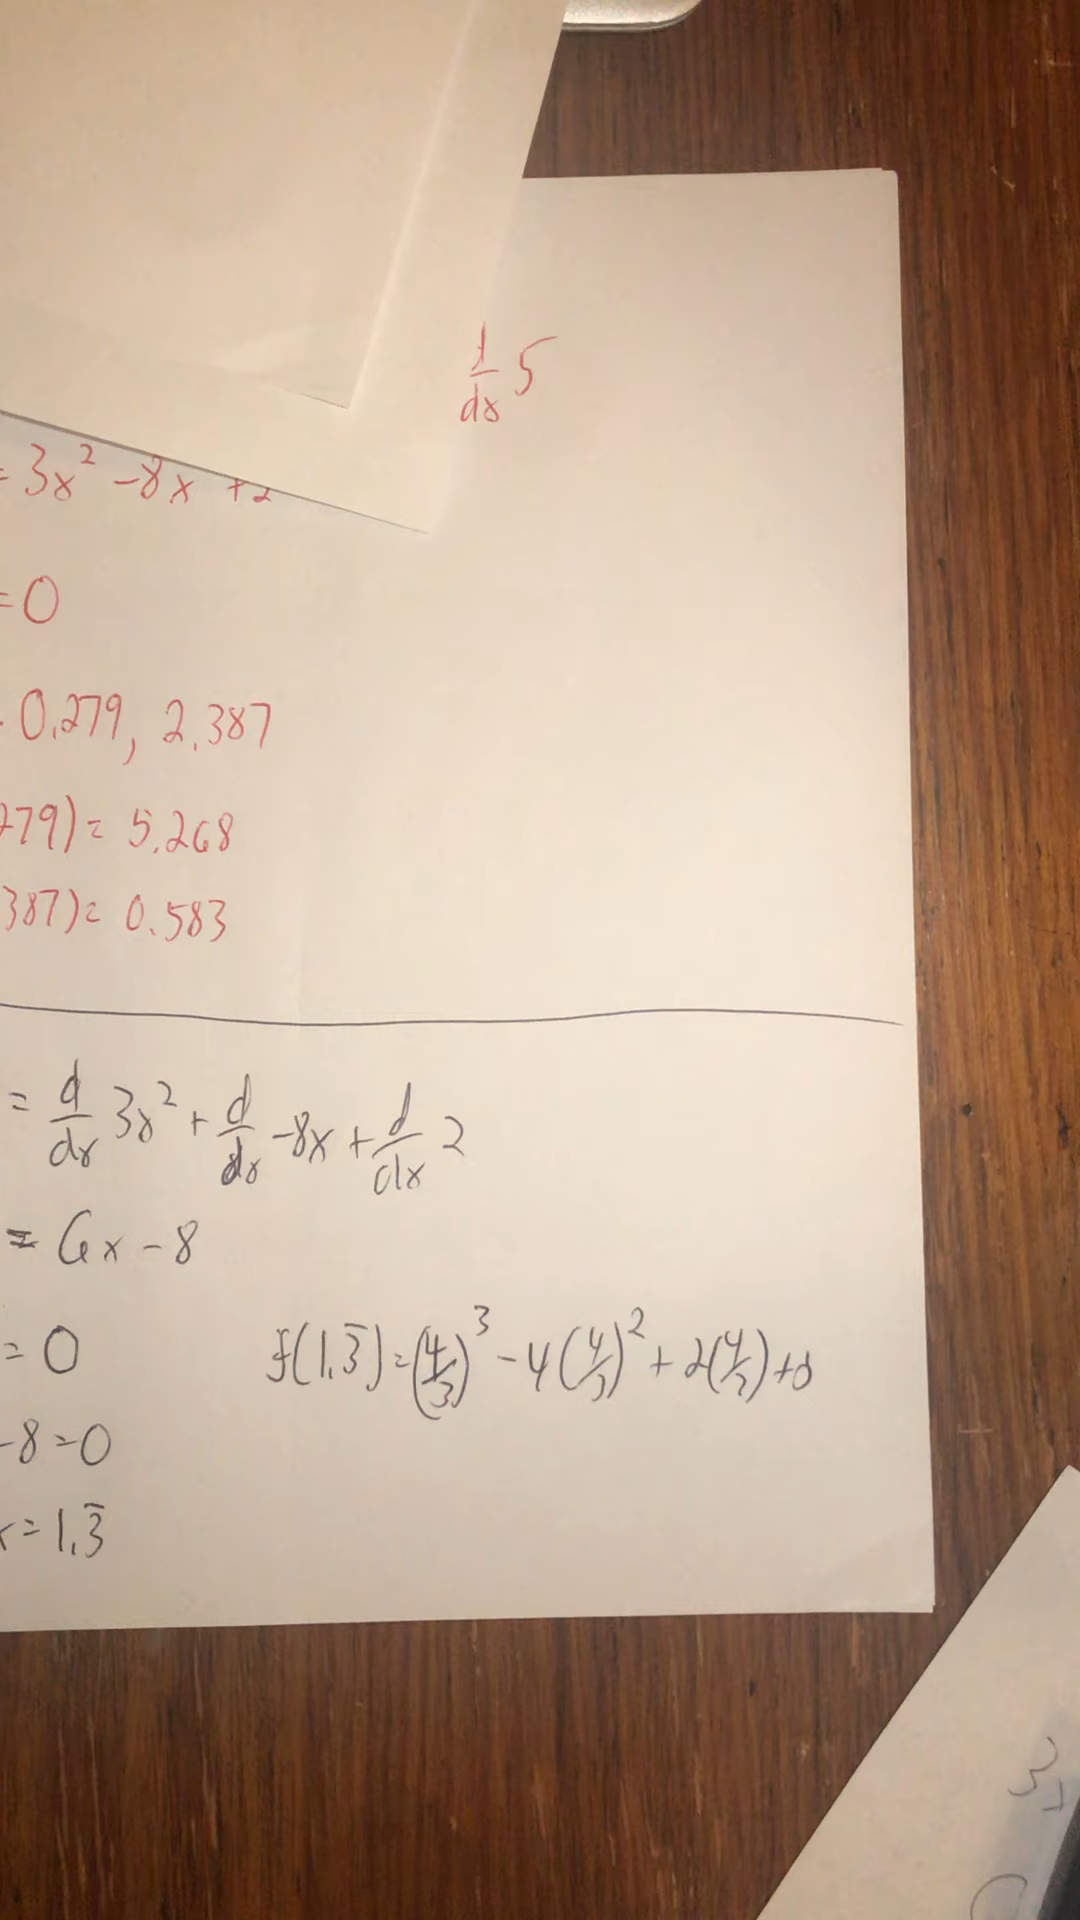 d/dx 5
= 3x² -8x +2
=0
0.279, 2.387
279)= 5.268
387)= 0.583
= d/dx 3x² + d/dx -8x + d/dx 2
= 6x - 8
= 0
f(1.3̅)=(4/3)³ - 4(4/3)² + 2(4/3)+
-8=0
x = 1.3̅
3